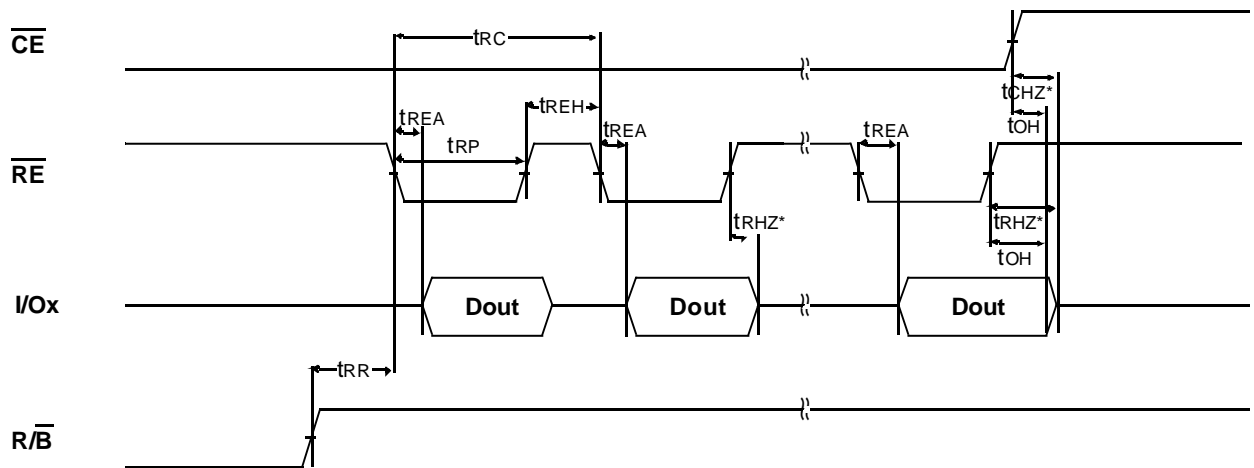 CE
tRC
tCHZ*
tREH
tREA
tREA
tREA
tOH
tRP
RE
tRHZ*
tRHZ*
tOH
I/Ox
Dout
Dout
Dout
tRR
R/B